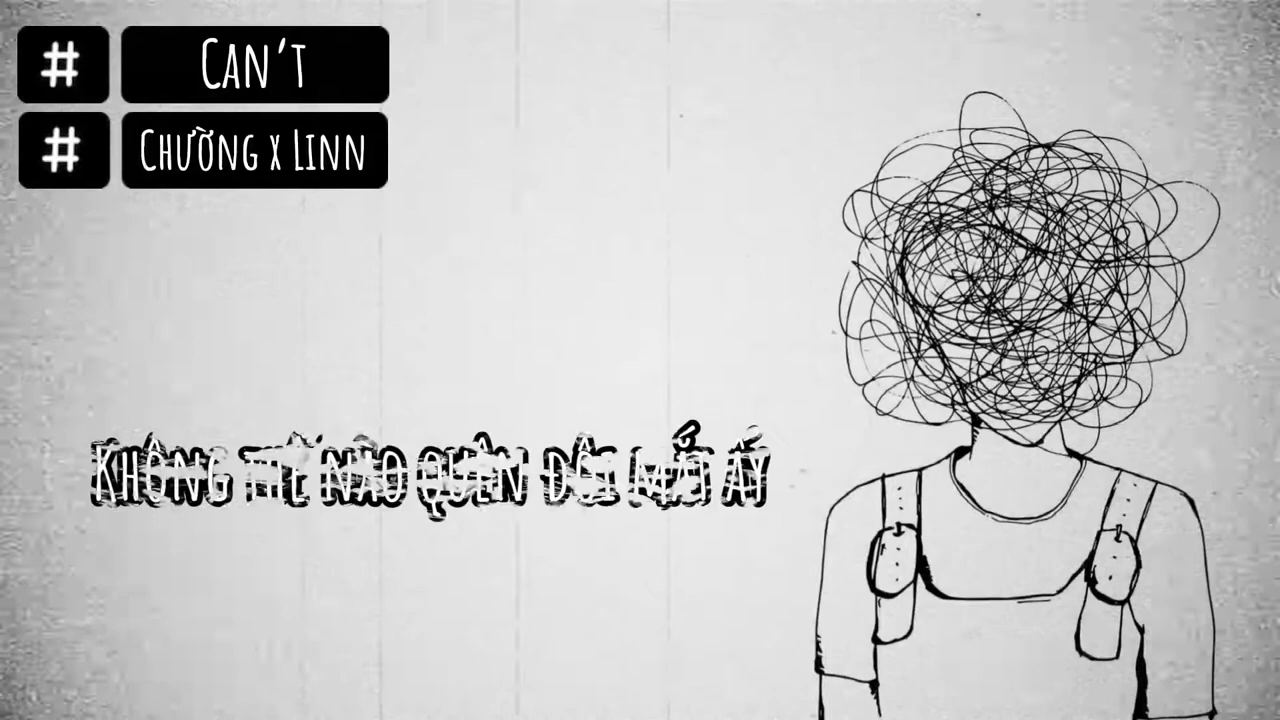 # Can't
# Chường x Linn
Không thể nào quên đôi mắt ấy